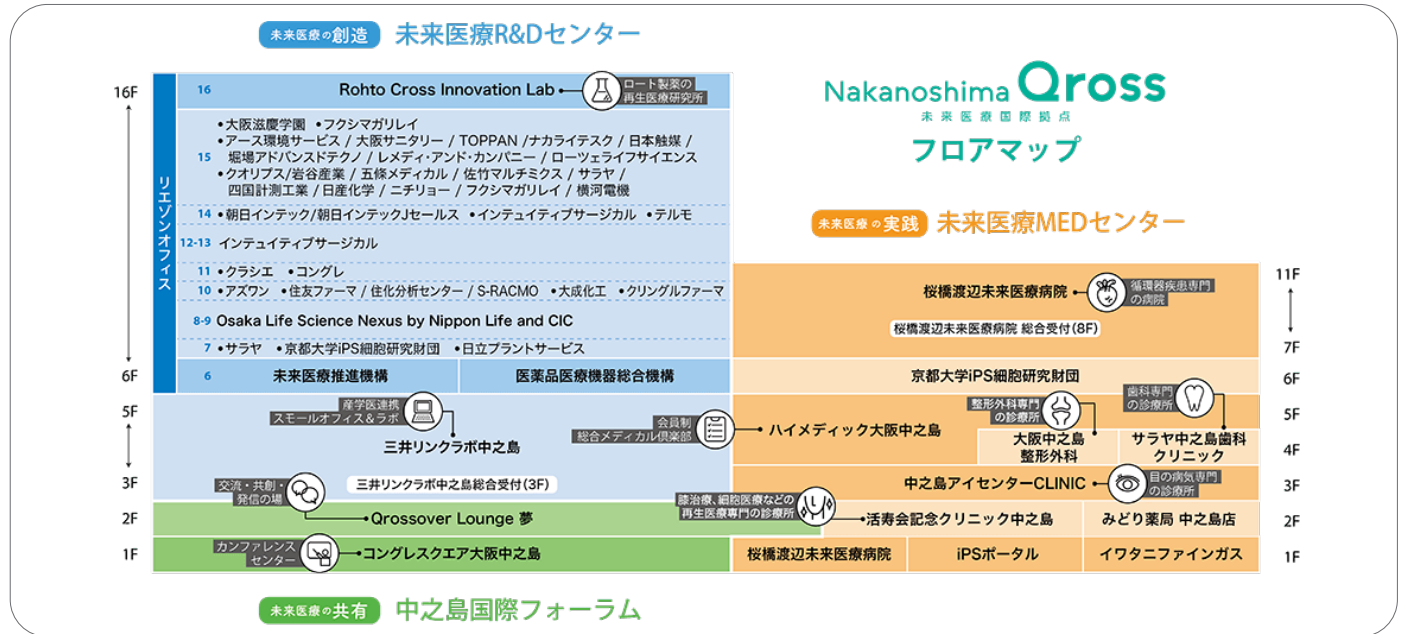 未来医療の創造 未来医療R&Dセンター
Nakanoshima Qross
未来医療国際拠点
フロアマップ
16F
6F
5F
3F
2F
1F
リエゾンオフィス
16 Rohto Cross Innovation Lab
ロート製薬の
再生医療研究所
15
•大阪滋慶学園 •フクシマガリレイ
•アース環境サービス / 大阪サニタリー / TOPPAN /ナカライテスク / 日本触媒 /
堀場アドバンスドテクノ / レメディ・アンド・カンパニー / ローツェライフサイエンス
•クオリプス/岩谷産業 / 五條メディカル / 佐竹マルチミクス / サラヤ /
四国計測工業 / 日産化学 / ニチリョー / フクシマガリレイ / 横河電機
14 •朝日インテック/朝日インテックJセールス •インテュイティブサージカル •テルモ
12-13 インテュイティブサージカル
11 •クラシエ •コングレ
10 •アズワン •住友ファーマ / 住化分析センター / S-RACMO •大成化工 •クリングルファーマ
8-9 Osaka Life Science Nexus by Nippon Life and CIC
7 •サラヤ •京都大学iPS細胞研究財団 •日立プラントサービス
6 未来医療推進機構 医薬品医療機器総合機構
産学医連携
スモールオフィス&ラボ
三井リンクラボ中之島
三井リンクラボ中之島総合受付(3F)
交流・共創・
発信の場
Qrossover Lounge 夢
カンファレンス
センター
コングレスクエア大阪中之島
未来医療の共有 中之島国際フォーラム
未来医療の実践 未来医療MEDセンター
桜橋渡辺未来医療病院
循環器疾患専門
の病院
桜橋渡辺未来医療病院 総合受付(8F)
京都大学iPS細胞研究財団
会員制
総合メディカル倶楽部
ハイメディック大阪中之島
整形外科専門
の診療所
大阪中之島
整形外科
歯科専門
の診療所
サラヤ中之島歯科
クリニック
中之島アイセンターCLINIC
目の病気専門
の診療所
膝治療、細胞医療などの
再生医療専門の診療所
活寿会記念クリニック中之島
みどり薬局 中之島店
桜橋渡辺未来医療病院
iPSポータル
イワタニファインガス
11F
7F
6F
5F
4F
3F
2F
1F